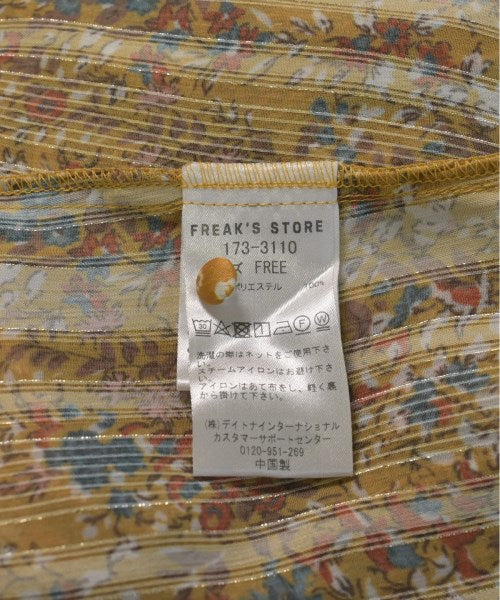 FREAK'S STORE
173-3110
ズ FREE
ポリエステル 100%
30
洗濯の際はネットをご使用下さ
スチームアイロンはお避け下さ
アイロンはあて布をし、軽く裏
から掛けて下さい。
(株)デイトナインターナショナル
カスタマーサポートセンター
0120-951-269
中国製